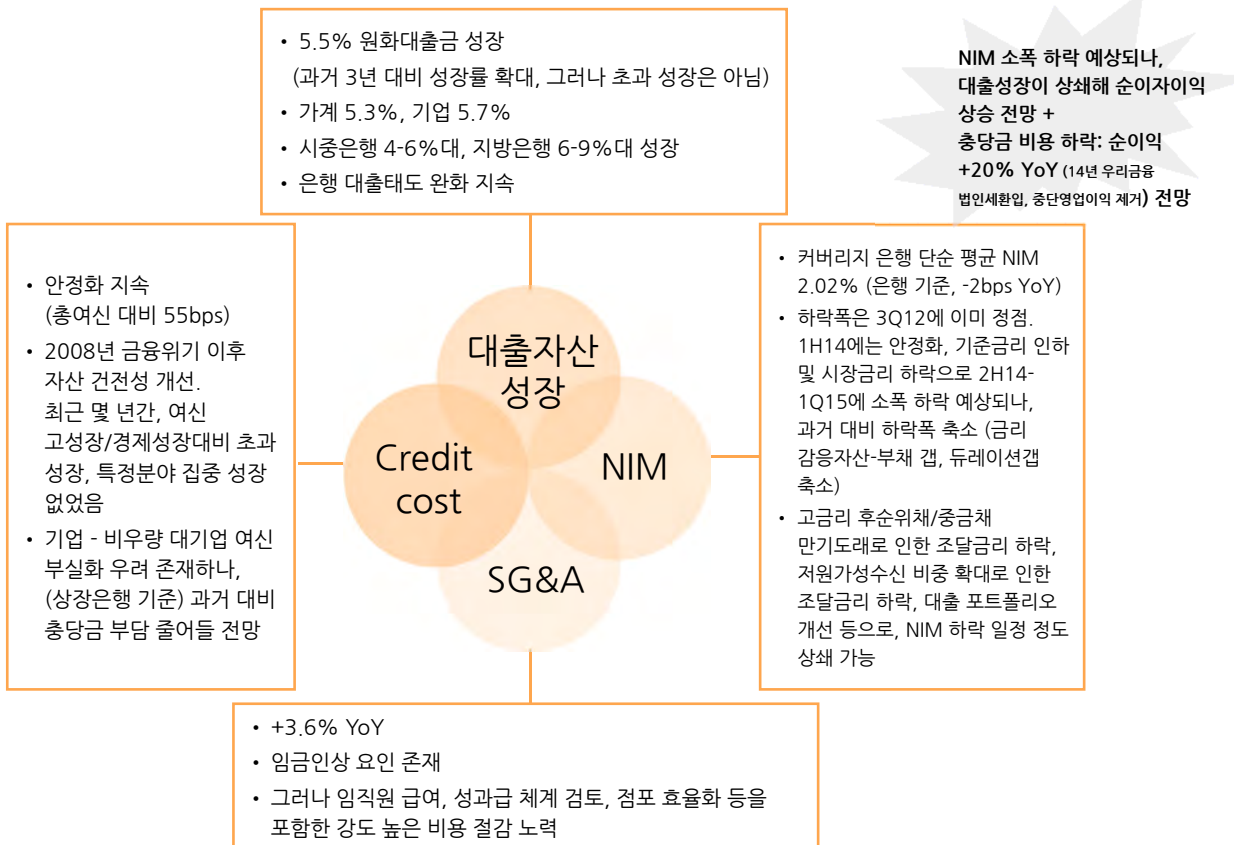 • 5.5% 원화대출금 성장
(과거 3년 대비 성장률 확대, 그러나 초과 성장은 아님)
• 가계 5.3%, 기업 5.7%
• 시중은행 4-6%대, 지방은행 6-9%대 성장
• 은행 대출태도 완화 지속
NIM 소폭 하락 예상되나,
대출성장이 상쇄해 순이자이익
상승 전망 +
충당금 비용 하락: 순이익
+20% YoY (14년 우리금융
법인세환입, 중단영업이익 제거) 전망
• 안정화 지속
(총여신 대비 55bps)
• 2008년 금융위기 이후
자산 건전성 개선.
최근 몇 년간, 여신
고성장/경제성장대비 초과
성장, 특정분야 집중 성장
없었음
• 기업 - 비우량 대기업 여신
부실화 우려 존재하나,
(상장은행 기준) 과거 대비
충당금 부담 줄어들 전망
대출자산
성장
Credit
cost
NIM
SG&A
• 커버리지 은행 단순 평균 NIM
2.02% (은행 기준, -2bps YoY)
• 하락폭은 3Q12에 이미 정점.
1H14에는 안정화, 기준금리 인하
및 시장금리 하락으로 2H14-
1Q15에 소폭 하락 예상되나,
과거 대비 하락폭 축소 (금리
감응자산-부채 갭, 듀레이션갭
축소)
• 고금리 후순위채/중금채
만기도래로 인한 조달금리 하락,
저원가성수신 비중 확대로 인한
조달금리 하락, 대출 포트폴리오
개선 등으로, NIM 하락 일정 정도
상쇄 가능
• +3.6% YoY
• 임금인상 요인 존재
• 그러나 임직원 급여, 성과급 체계 검토, 점포 효율화 등을
포함한 강도 높은 비용 절감 노력